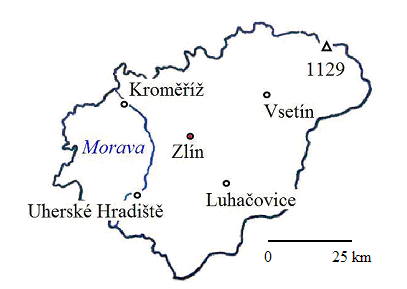 1129
Kroměříž
Vsetín
Morava
Zlín
Luhačovice
Uherské Hradiště
0 25 km